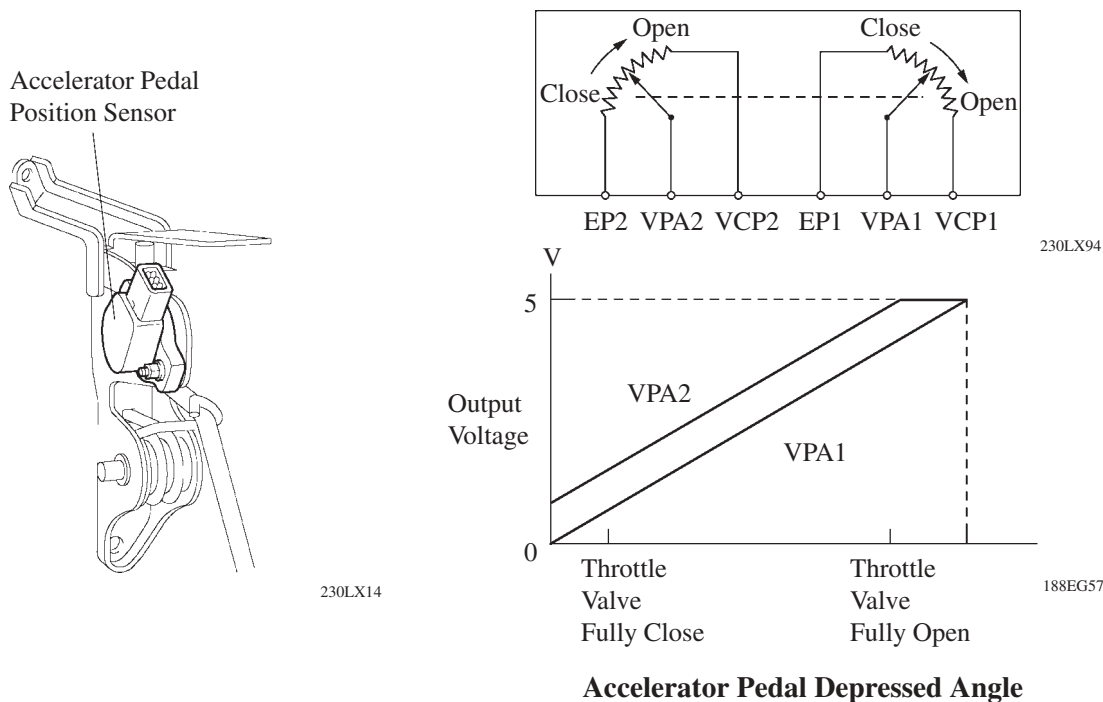 Accelerator Pedal
Position Sensor
230LX14
Open
Close
Close
Open
EP2 VPA2 VCP2 EP1 VPA1 VCP1
230LX94
V
5
VPA2
Output
Voltage
VPA1
0
Throttle
Valve
Fully Close
Throttle
Valve
Fully Open
188EG57
Accelerator Pedal Depressed Angle